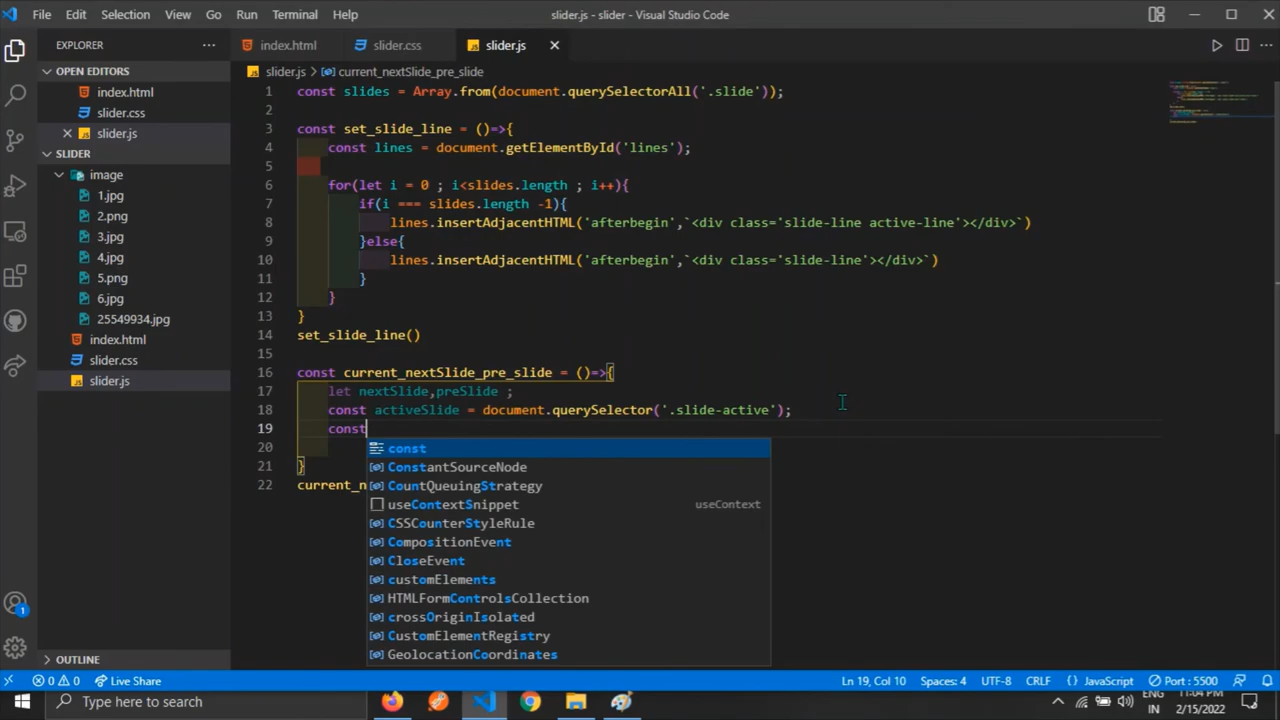 File Edit Selection View Go Run Terminal Help
slider.js - slider - Visual Studio Code
EXPLORER
index.html
slider.css
slider.js
OPEN EDITORS
index.html
slider.css
slider.js
SLIDER
image
1.jpg
2.png
3.jpg
4.jpg
5.png
6.jpg
25549934.jpg
index.html
slider.css
slider.js
OUTLINE
slider.js > current_nextSlide_pre_slide
1 const slides = Array.from(document.querySelectorAll('.slide'));
2
3 const set_slide_line = ()=>{
4 const lines = document.getElementById('lines');
5
6 for(let i = 0 ; i<slides.length ; i++){
7 if(i === slides.length -1){
8 lines.insertAdjacentHTML('afterbegin',`<div class='slide-line active-line'></div>`)
9 }else{
10 lines.insertAdjacentHTML('afterbegin',`<div class='slide-line'></div>`)
11 }
12 }
13 }
14 set_slide_line()
15
16 const current_nextSlide_pre_slide = ()=>{
17 let nextSlide,preSlide ;
18 const activeSlide = document.querySelector('.slide-active');
19 const
20
21 }
22 current_n
const
ConstantSourceNode
CountQueuingStrategy
useContextSnippet useContext
CSSCounterStyleRule
CompositionEvent
CloseEvent
customElements
HTMLFormControlsCollection
crossOriginIsolated
CustomElementRegistry
GeolocationCoordinates
1
0 0 Live Share
Ln 19, Col 10 Spaces: 4 UTF-8 CRLF JavaScript Port : 5500
Type here to search
ENG
IN
11:04 PM
2/15/2022